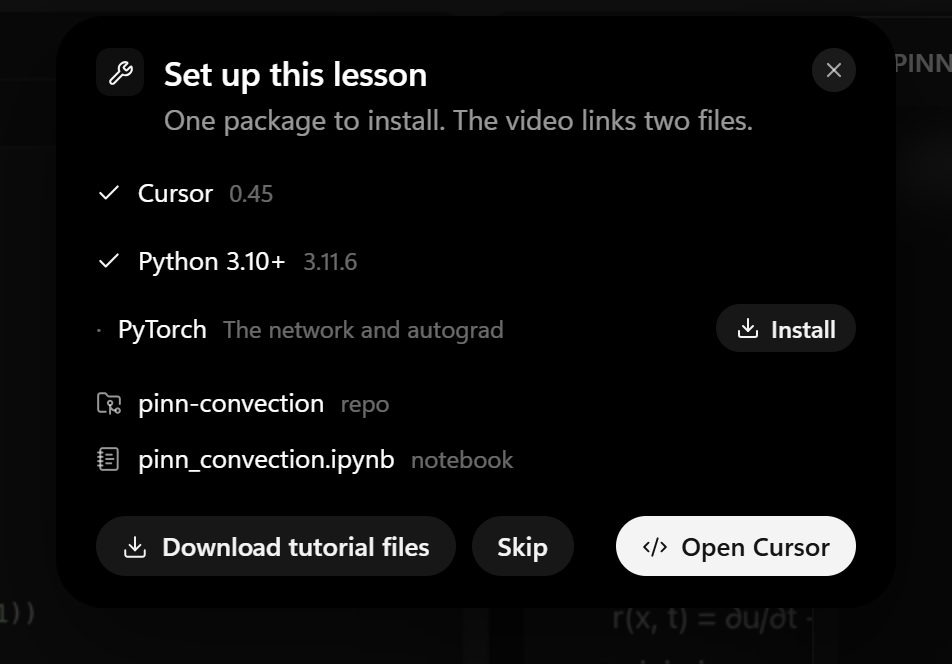 Set up this lesson
One package to install. The video links two files.
PINN
Cursor 0.45
Python 3.10+ 3.11.6
· PyTorch The network and autograd Install
pinn-convection repo
pinn_convection.ipynb notebook
Download tutorial files Skip </> Open Cursor
1))
r(x, t) = ∂u/∂t